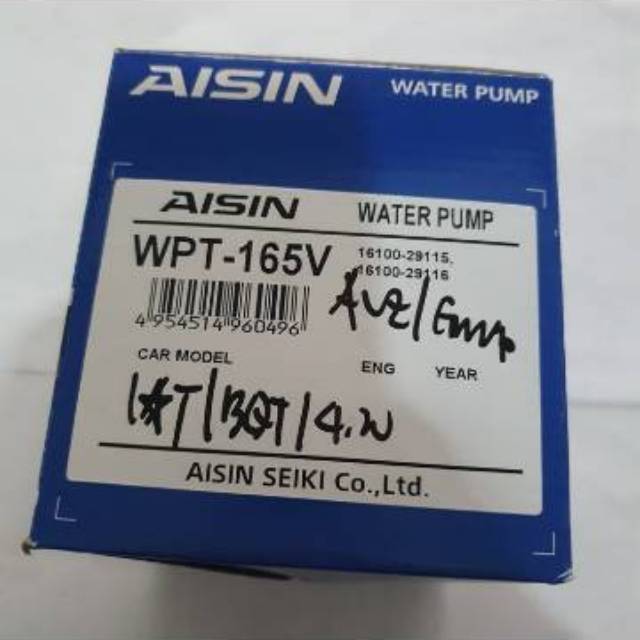 AISIN WATER PUMP
AISIN WATER PUMP
WPT-165V 16100-29115,
16100-29116
4 954514 960496
CAR MODEL ENG YEAR
AISIN SEIKI Co.,Ltd.